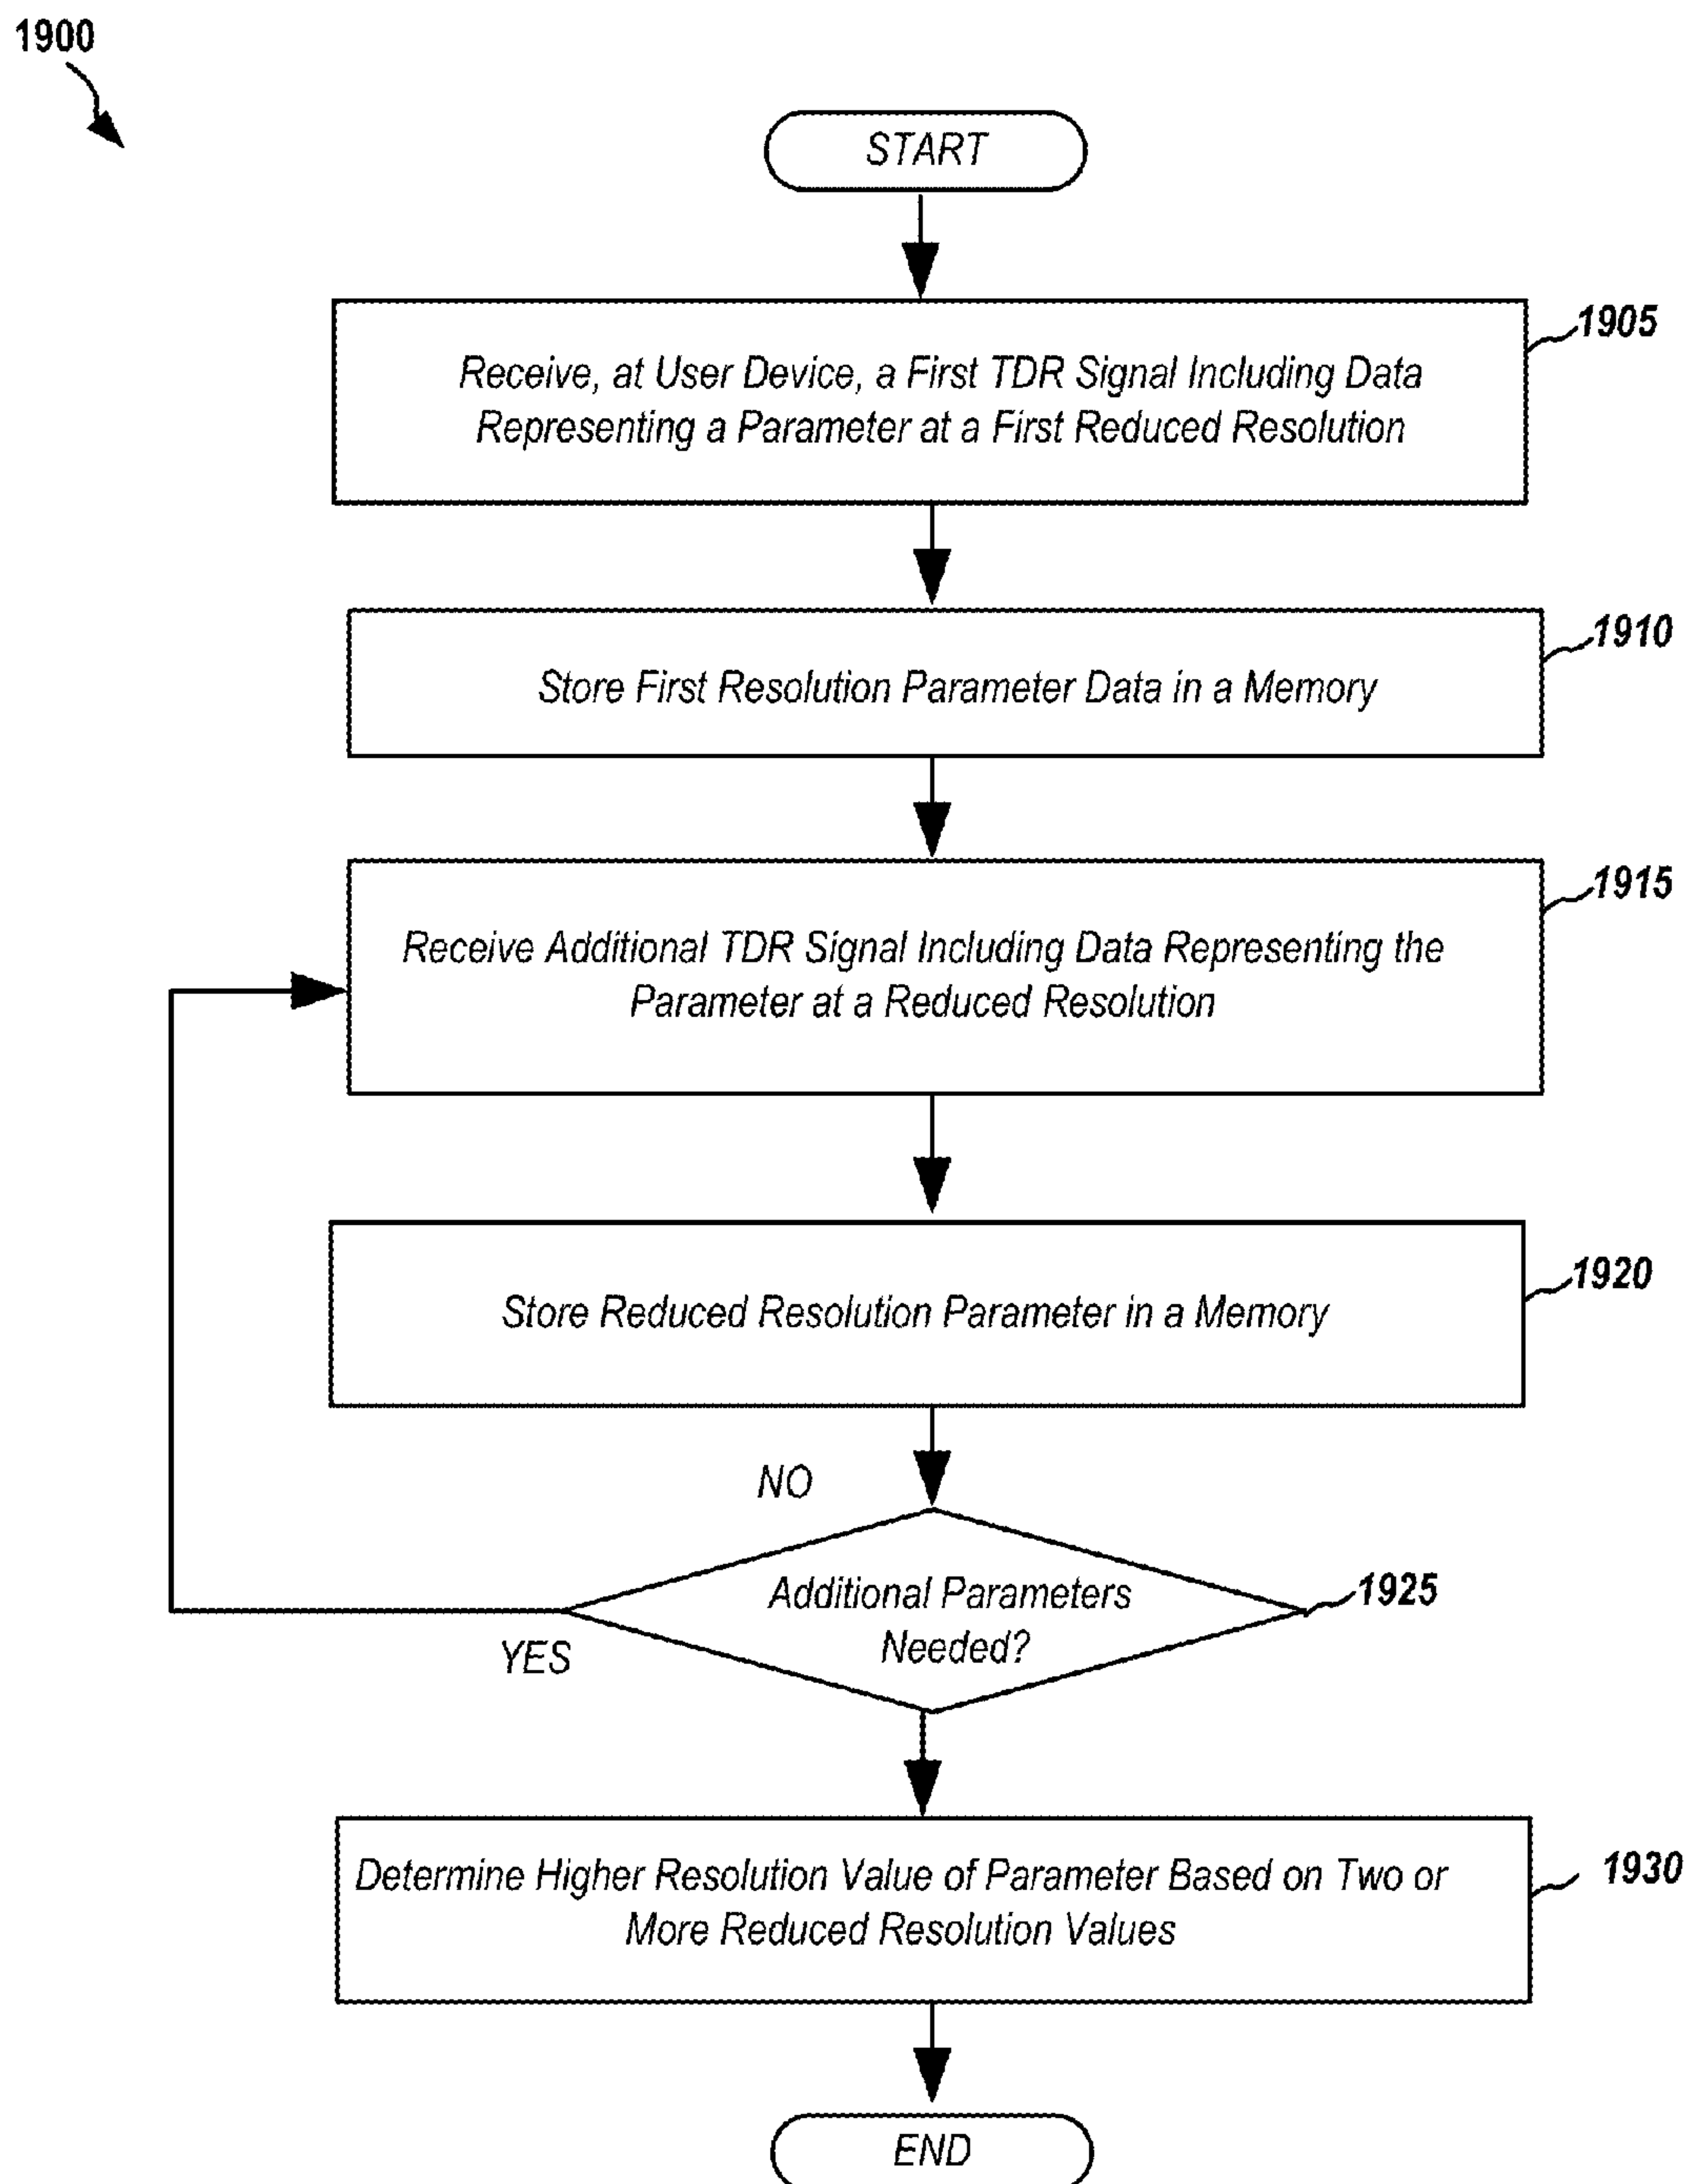 1900
START
Receive, at User Device, a First TDR Signal Including Data
Representing a Parameter at a First Reduced Resolution
1905
Store First Resolution Parameter Data in a Memory
1910
Receive Additional TDR Signal Including Data Representing the
Parameter at a Reduced Resolution
1915
Store Reduced Resolution Parameter in a Memory
1920
NO
Additional Parameters
Needed?
1925
YES
Determine Higher Resolution Value of Parameter Based on Two or
More Reduced Resolution Values
1930
END